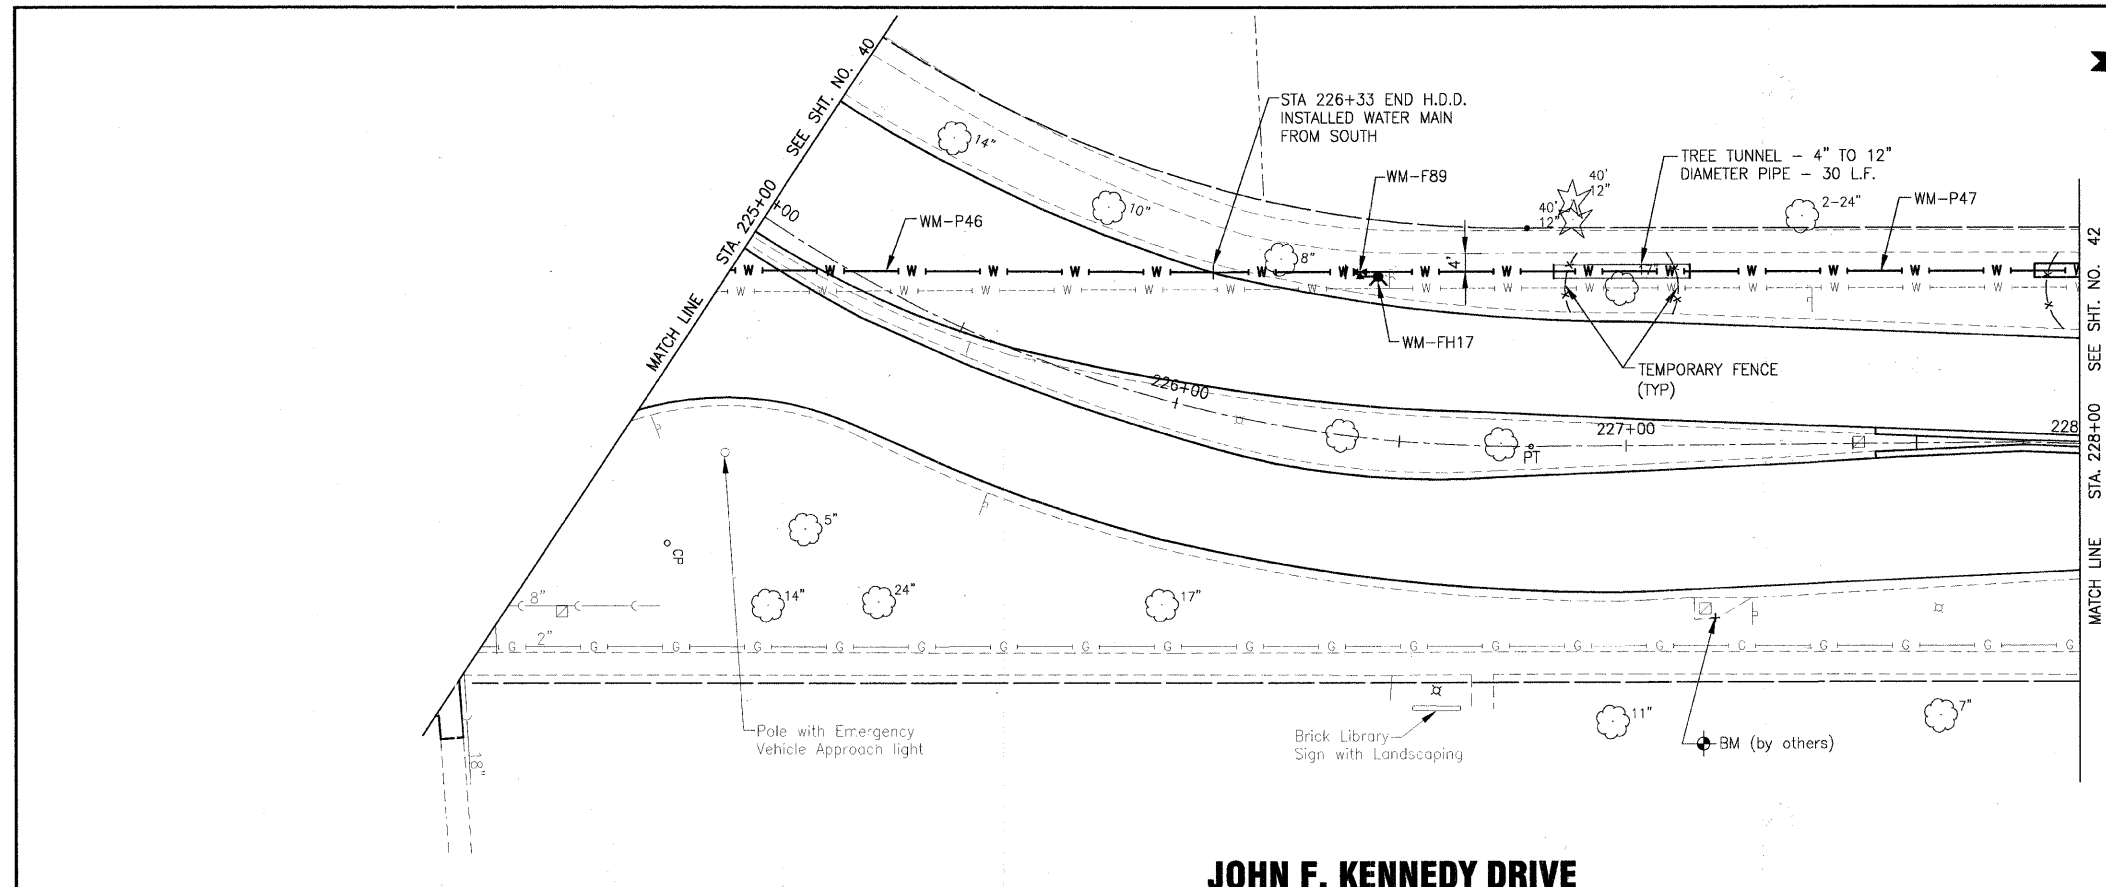 MATCH LINE STA. 225+00 SEE SHT. NO. 40
+00
14"
10"
8"
WM-P46
STA 226+33 END H.D.D.
INSTALLED WATER MAIN
FROM SOUTH
WM-F89
4'
WM-FH17
40'
12"
40'
12"
TREE TUNNEL - 4" TO 12"
DIAMETER PIPE - 30 L.F.
2-24"
WM-P47
17"
W W W W W W W W W W W W W W W W W
W W W W W W W W W W W W W W W W W
TEMPORARY FENCE
(TYP)
226+00
PT
227+00
228
MATCH LINE STA. 228+00 SEE SHT. NO. 42
5"
CP
14"
24"
17"
8"
2"
G G G G G G G G G G G G G G G G G G G G
18"
Pole with Emergency
Vehicle Approach light
Brick Library
Sign with Landscaping
11"
7"
BM (by others)
JOHN F. KENNEDY DRIVE